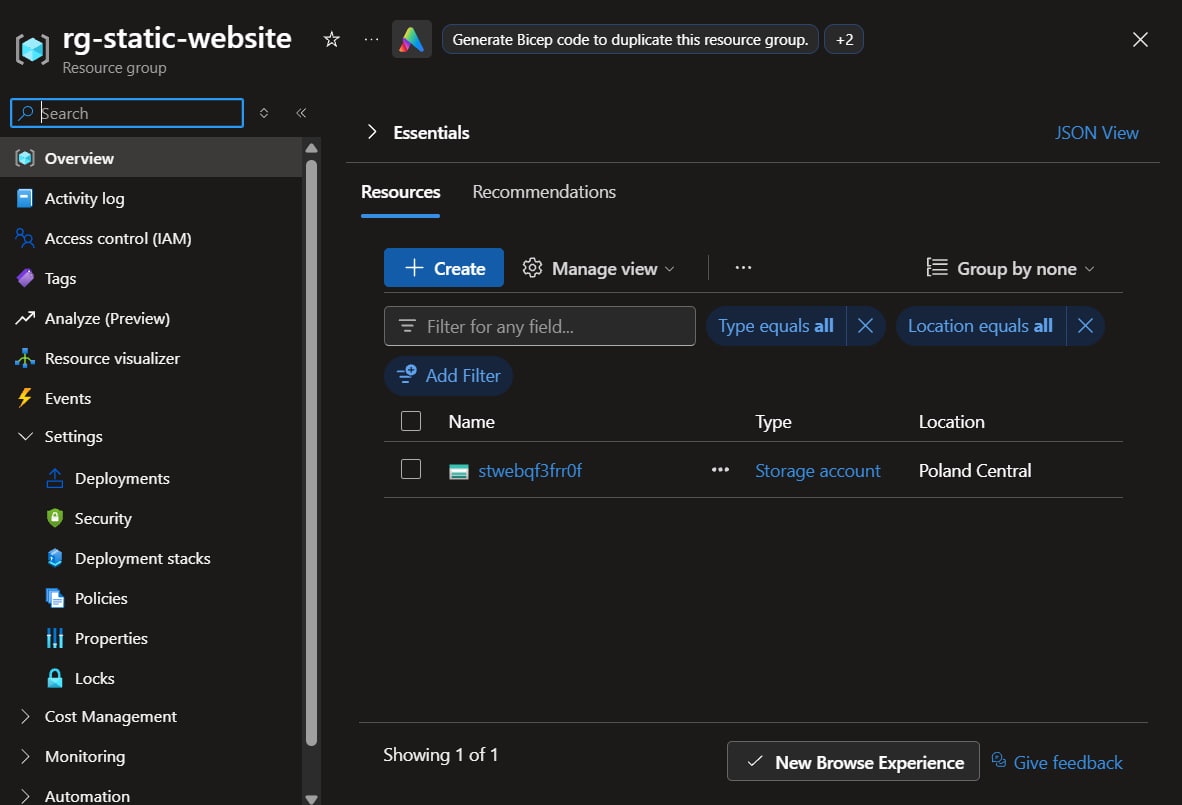 rg-static-website
Generate Bicep code to duplicate this resource group.
+2
Resource group
Search
Overview
Activity log
Access control (IAM)
Tags
Analyze (Preview)
Resource visualizer
Events
Settings
Deployments
Security
Deployment stacks
Policies
Properties
Locks
Cost Management
Monitoring
Automation
Essentials
JSON View
Resources
Recommendations
Create
Manage view
Group by none
Filter for any field...
Type equals all
Location equals all
Add Filter
Name Type Location
stwebqf3frr0f Storage account Poland Central
Showing 1 of 1
New Browse Experience
Give feedback